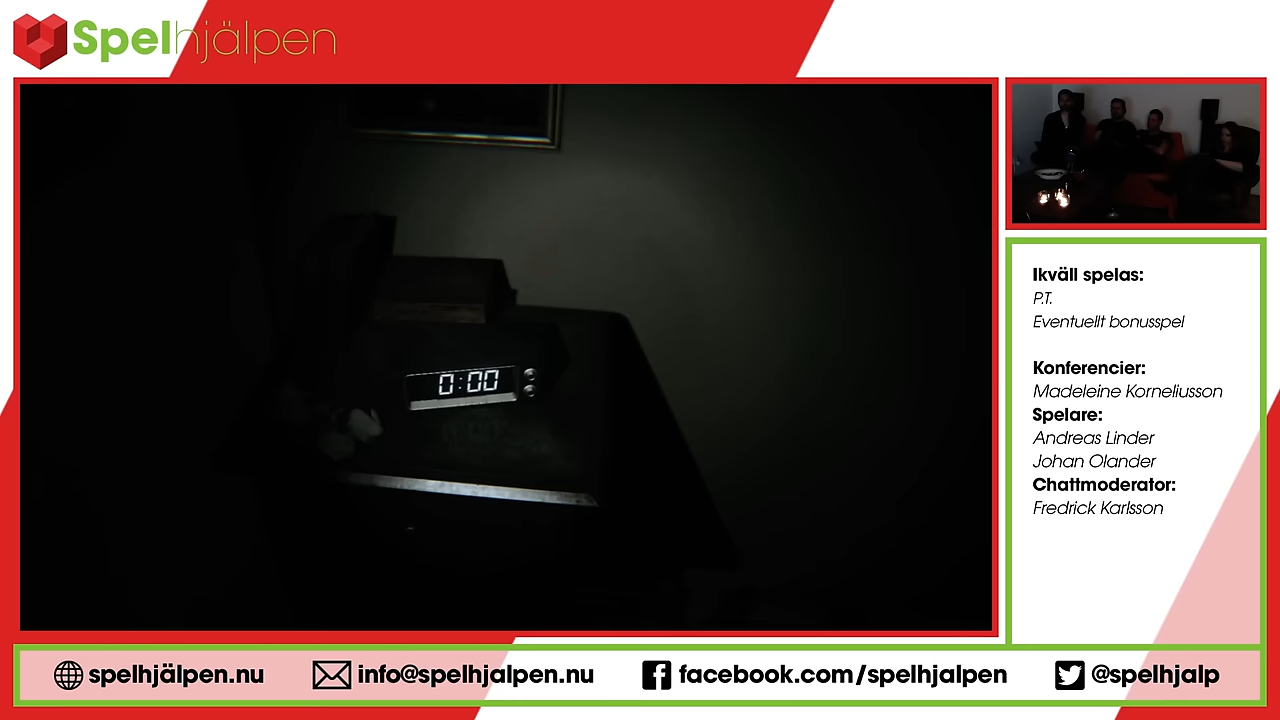 Spelhjälpen
0:00
Ikväll spelas:
P.T.
Eventuellt bonusspel
Konferencier:
Madeleine Korneliusson
Spelare:
Andreas Linder
Johan Olander
Chattmoderator:
Fredrick Karlsson
spelhjälpen.nu
info@spelhjalpen.nu
facebook.com/spelhjalpen
@spelhjalp